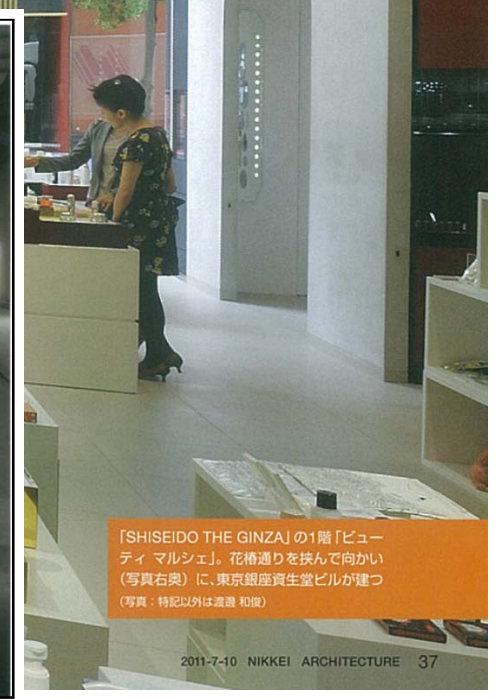 「SHISEIDO THE GINZA」の1階「ビュー
ティ マルシェ」。花椿通りを挟んで向かい
（写真右奥）に、東京銀座資生堂ビルが建つ
（写真：特記以外は渡邉 和俊）
2011-7-10 NIKKEI ARCHITECTURE 37